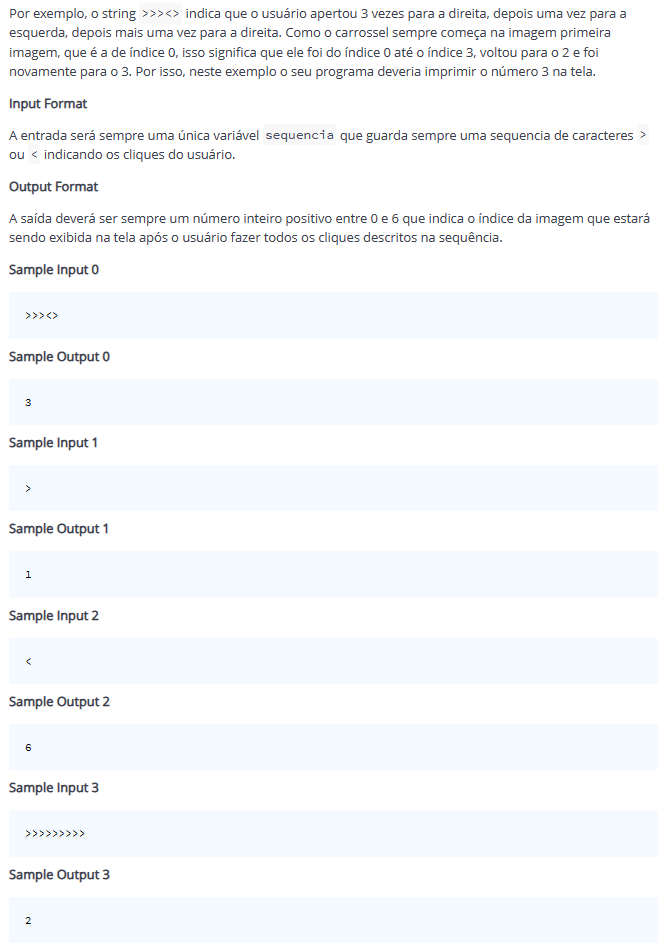 Por exemplo, o string >>><> indica que o usuário apertou 3 vezes para a direita, depois uma vez para a
esquerda, depois mais uma vez para a direita. Como o carrossel sempre começa na imagem primeira
imagem, que é a de índice 0, isso significa que ele foi do índice 0 até o índice 3, voltou para o 2 e foi
novamente para o 3. Por isso, neste exemplo o seu programa deveria imprimir o número 3 na tela.
Input Format
A entrada será sempre uma única variável sequencia que guarda sempre uma sequencia de caracteres >
ou < indicando os cliques do usuário.
Output Format
A saída deverá ser sempre um número inteiro positivo entre 0 e 6 que indica o índice da imagem que estará
sendo exibida na tela após o usuário fazer todos os cliques descritos na sequência.
Sample Input 0
>>><>
Sample Output 0
3
Sample Input 1
>
Sample Output 1
1
Sample Input 2
<
Sample Output 2
6
Sample Input 3
>>>>>>>>>
Sample Output 3
2